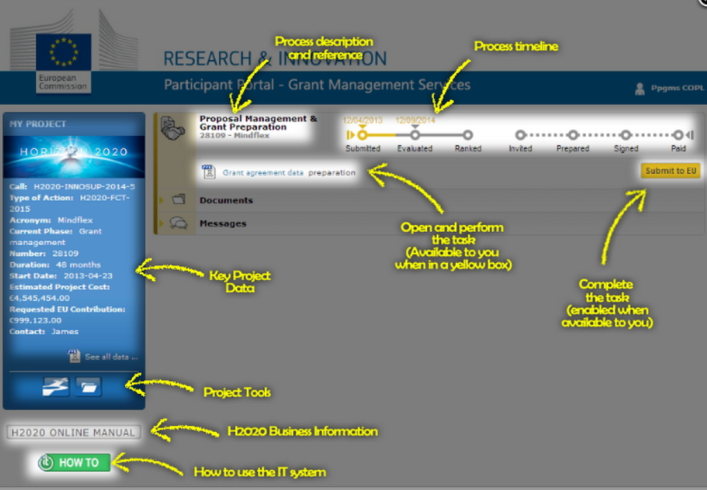 European
Commission
RESEARCH & INNOVATION
Participant Portal - Grant Management Services
Ppgms COPL
Process description
and reference
Process timeline
MY PROJECT
HORIZON 2020
Call: H2020-INNOSUP-2014-5
Type of Action: H2020-FCT-
2015
Acronym: Mindflex
Current Phase: Grant
management
Number: 28109
Duration: 48 months
Start Date: 2013-04-23
Estimated Project Cost:
€4,545,454.00
Requested EU Contribution:
€999,123.00
Contact: James
See all data ...
Proposal Management &
Grant Preparation
28109 - Mindflex
12/04/2013 12/09/2014
Submitted Evaluated Ranked Invited Prepared Signed Paid
Grant agreement data preparation
Submit to EU
Documents
Messages
Open and perform
the task
(Available to you
when in a yellow box)
Complete
the task
(enabled when
available to you)
Key Project
Data
Project Tools
H2020 ONLINE MANUAL
H2020 Business Information
it HOW TO
How to use the IT system